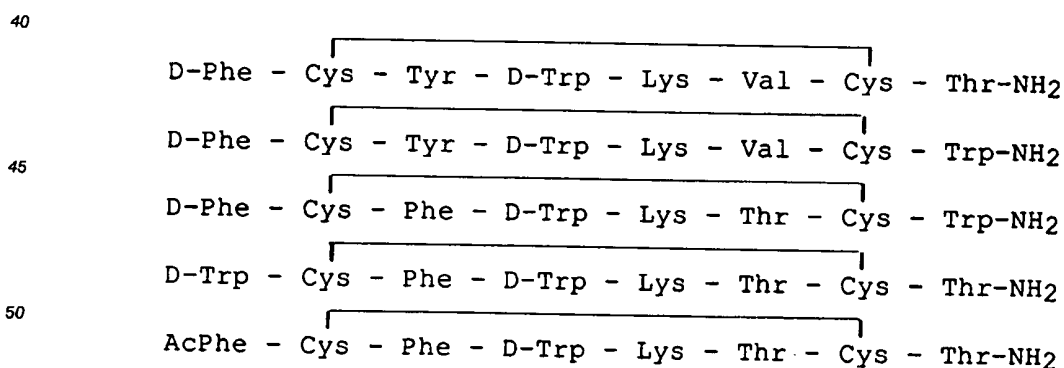 40
D-Phe - Cys - Tyr - D-Trp - Lys - Val - Cys - Thr-NH2
D-Phe - Cys - Tyr - D-Trp - Lys - Val - Cys - Trp-NH2
45
D-Phe - Cys - Phe - D-Trp - Lys - Thr - Cys - Trp-NH2
D-Trp - Cys - Phe - D-Trp - Lys - Thr - Cys - Thr-NH2
50
AcPhe - Cys - Phe - D-Trp - Lys - Thr - Cys - Thr-NH2